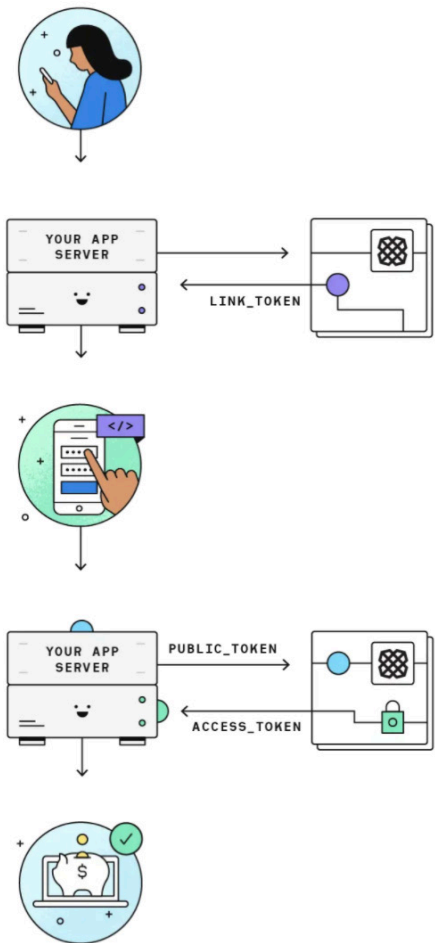 YOUR APP
SERVER
LINK_TOKEN
</>
YOUR APP
SERVER
PUBLIC_TOKEN
ACCESS_TOKEN
$